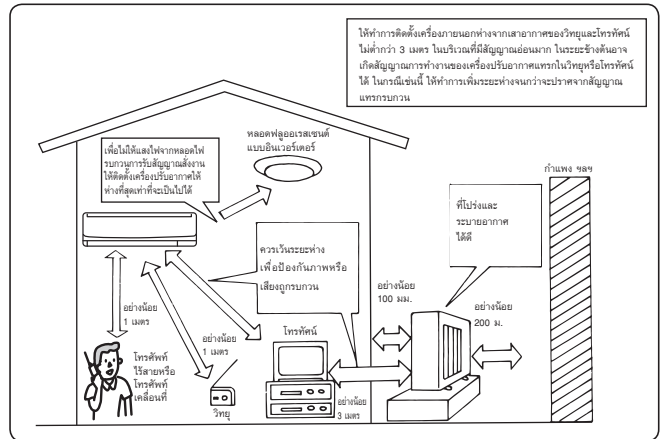 ให้ทำการติดตั้งเครื่องภายนอกห่างจากเสาอากาศของวิทยุและโทรทัศน์
ไม่ต่ำกว่า 3 เมตร ในบริเวณที่มีสัญญาณอ่อนมาก ในระยะข้างต้นอาจ
เกิดสัญญาณการทำงานของเครื่องปรับอากาศแทรกในวิทยุหรือโทรทัศน์
ได้ ในกรณีเช่นนี้ ให้ทำการเพิ่มระยะห่างจนกว่าจะปราศจากสัญญาณ
แทรกรบกวน
หลอดฟลูออเรสเซนต์
แบบอินเวอร์เตอร์
เพื่อไม่ให้แสงไฟจากหลอดไฟ
รบกวนการรับสัญญาณสั่งงาน
ให้ติดตั้งเครื่องปรับอากาศให้
ห่างที่สุดเท่าที่จะเป็นไปได้
กำแพง ฯลฯ
ที่โปร่งและ
ระบายอากาศ
ได้ดี
ควรเว้นระยะห่าง
เพื่อป้องกันภาพหรือ
เสียงถูกรบกวน
อย่างน้อย
100 มม.
อย่างน้อย
200 ม.
อย่างน้อย
1 เมตร
อย่างน้อย
1 เมตร
โทรทัศน์
โทรศัพท์
ไร้สายหรือ
โทรศัพท์
เคลื่อนที่
วิทยุ
อย่างน้อย
3 เมตร